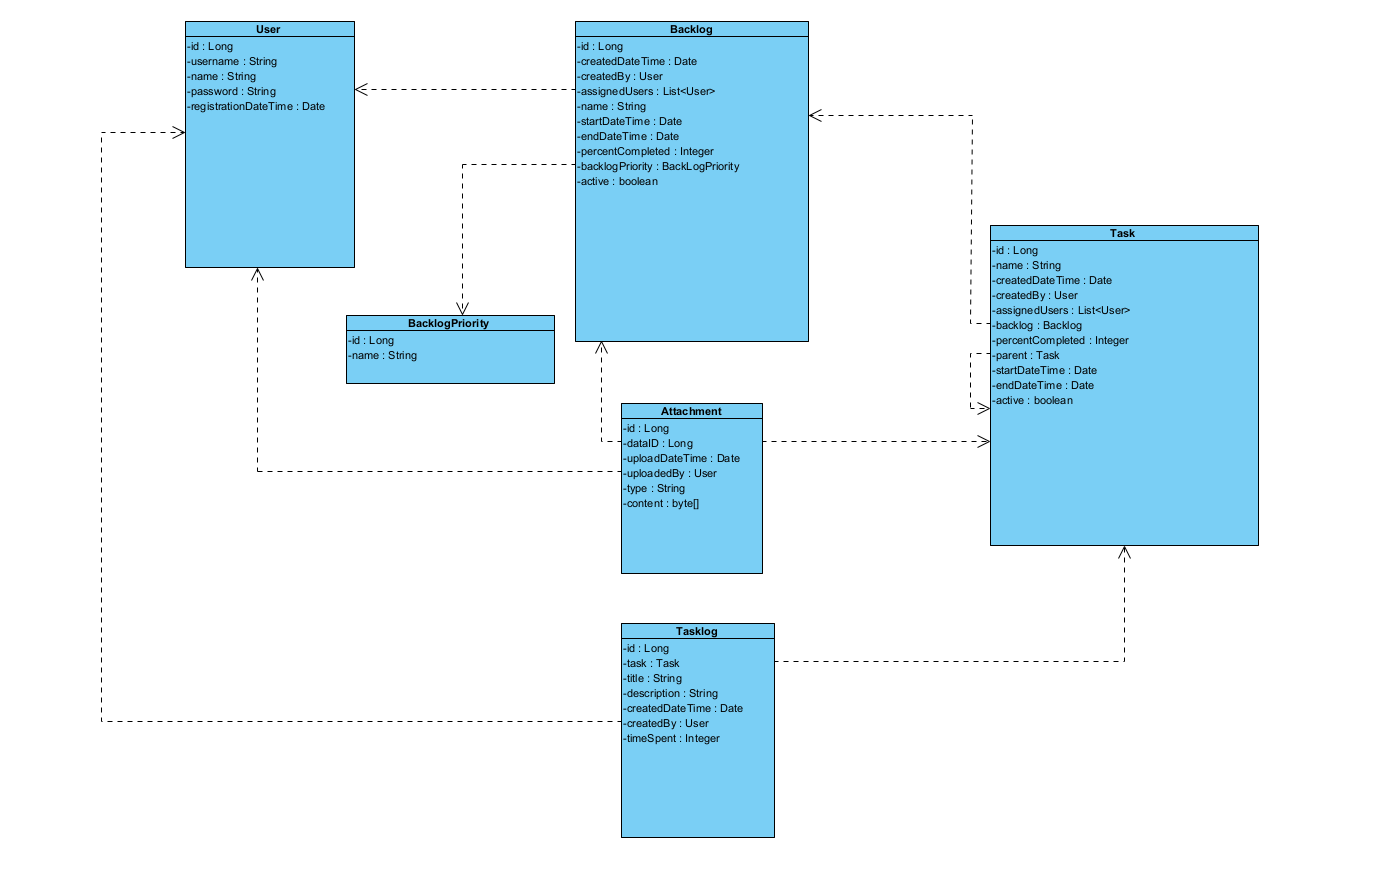 User
-id : Long
-username : String
-name : String
-password : String
-registrationDateTime : Date
Backlog
-id : Long
-createdDateTime : Date
-createdBy : User
-assignedUsers : List<User>
-name : String
-startDateTime : Date
-endDateTime : Date
-percentCompleted : Integer
-backlogPriority : BackLogPriority
-active : boolean
Task
-id : Long
-name : String
-createdDateTime : Date
-createdBy : User
-assignedUsers : List<User>
-backlog : Backlog
-percentCompleted : Integer
-parent : Task
-startDateTime : Date
-endDateTime : Date
-active : boolean
BacklogPriority
-id : Long
-name : String
Attachment
-id : Long
-dataID : Long
-uploadDateTime : Date
-uploadedBy : User
-type : String
-content : byte[]
Tasklog
-id : Long
-task : Task
-title : String
-description : String
-createdDateTime : Date
-createdBy : User
-timeSpent : Integer